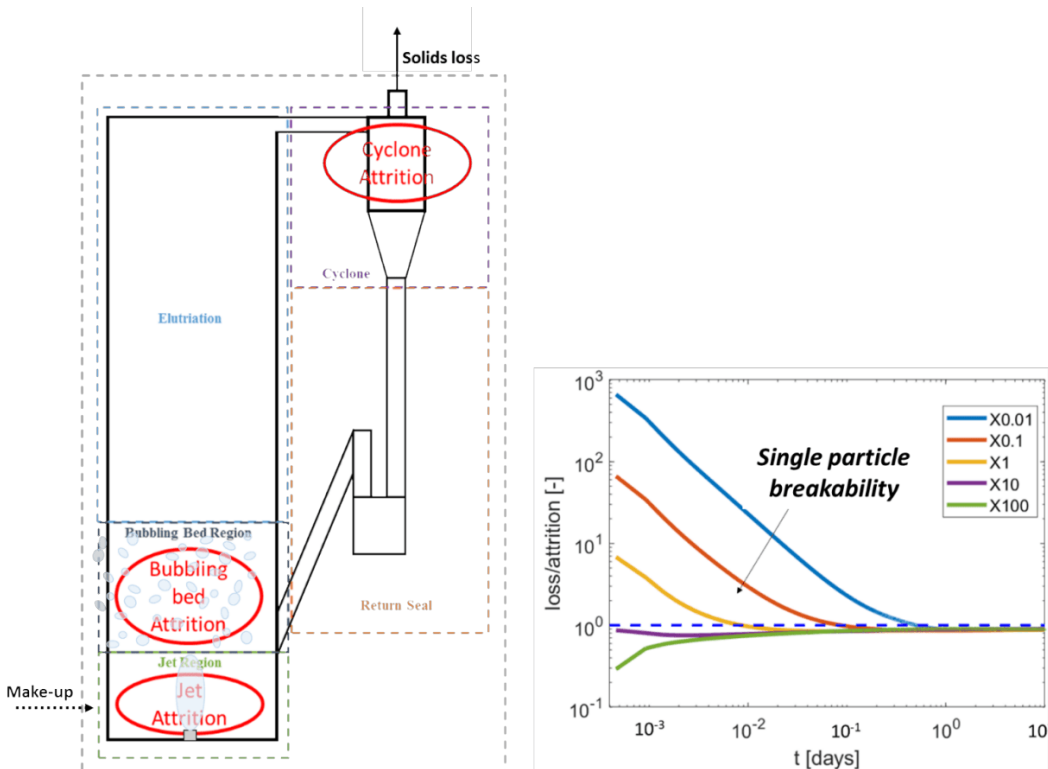 Solids loss
Cyclone
Attrition
Cyclone
Elutriation
Bubbling Bed Region
Bubbling
bed
Attrition
Return Seal
Jet Region
Make-up
Jet
Attrition
10³
10²
10¹
10⁰
10⁻¹
loss/attrition [-]
Single particle
breakability
X0.01
X0.1
X1
X10
X100
10⁻³
10⁻²
10⁻¹
10⁰
10
t [days]